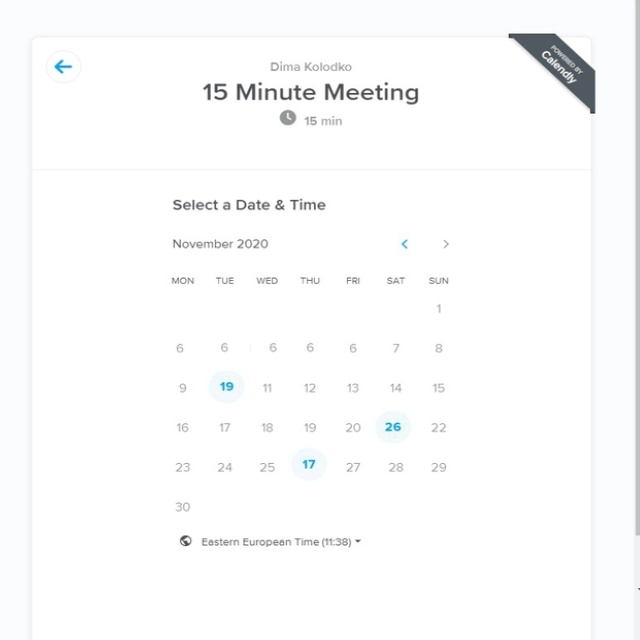 POWERED BY
Calendly
Dima Kolodko
15 Minute Meeting
15 min
Select a Date & Time
November 2020
MON TUE WED THU FRI SAT SUN
1
6 6 6 6 6 7 8
9 19 11 12 13 14 15
16 17 18 19 20 26 22
23 24 25 17 27 28 29
30
Eastern European Time (11:38)